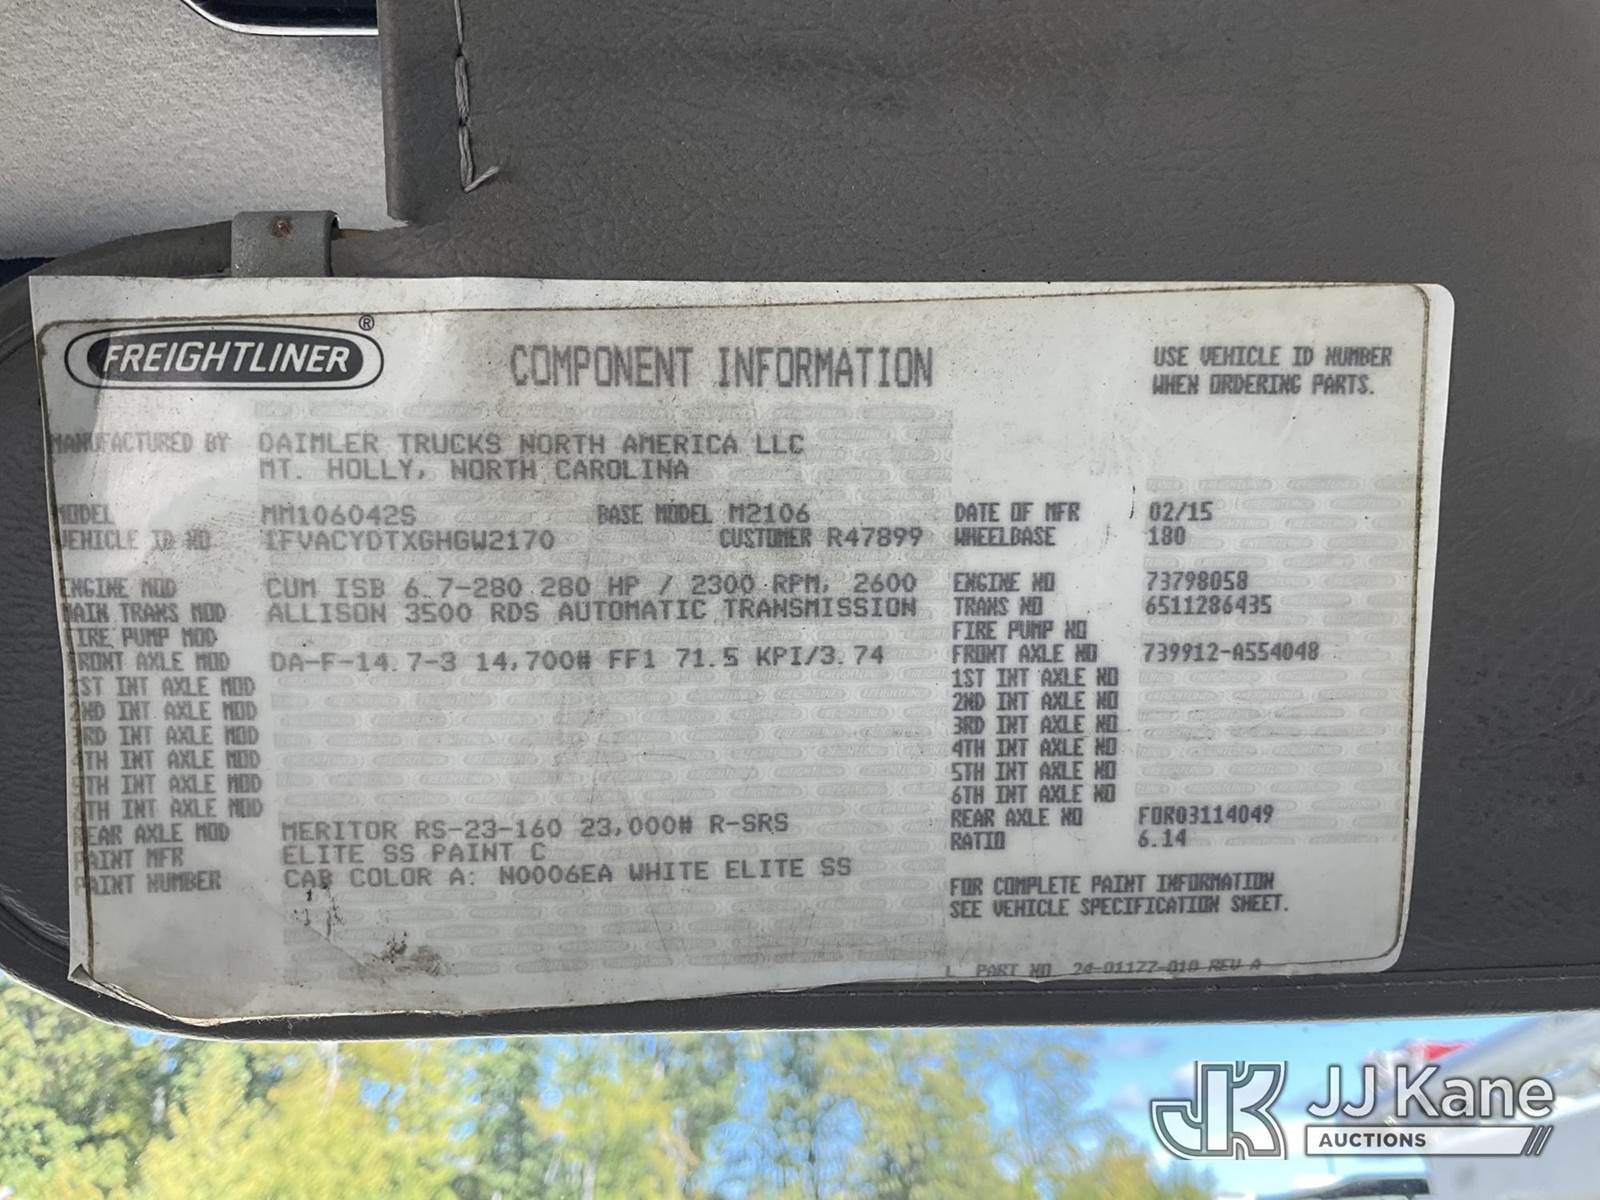 FREIGHTLINER ®
COMPONENT INFORMATION
USE VEHICLE ID NUMBER
WHEN ORDERING PARTS.
MANUFACTURED BY DAIMLER TRUCKS NORTH AMERICA LLC
MT. HOLLY, NORTH CAROLINA
MODEL MM106042S BASE MODEL M2106 DATE OF MFR 02/15
VEHICLE ID NO 1FVACYDTXGHGW2170 CUSTOMER R47899 WHEELBASE 180
ENGINE MOD CUM ISB 6.7-280 280 HP / 2300 RPM, 2600 ENGINE NO 73798058
MAIN TRANS MOD ALLISON 3500 RDS AUTOMATIC TRANSMISSION TRANS NO 6511286435
FIRE PUMP MOD FIRE PUMP NO
FRONT AXLE MOD DA-F-14.7-3 14,700# FF1 71.5 KPI/3.74 FRONT AXLE NO 739912-A554048
1ST INT AXLE MOD 1ST INT AXLE NO
2ND INT AXLE MOD 2ND INT AXLE NO
3RD INT AXLE MOD 3RD INT AXLE NO
4TH INT AXLE MOD 4TH INT AXLE NO
5TH INT AXLE MOD 5TH INT AXLE NO
6TH INT AXLE MOD 6TH INT AXLE NO
REAR AXLE MOD MERITOR RS-23-160 23,000# R-SRS REAR AXLE NO FOR03114049
PAINT MFR ELITE SS PAINT C RATIO 6.14
PAINT NUMBER CAB COLOR A: N0006EA WHITE ELITE SS
FOR COMPLETE PAINT INFORMATION
SEE VEHICLE SPECIFICATION SHEET.
L PART NO 24-01177-010 REV A
JK JJ Kane
AUCTIONS